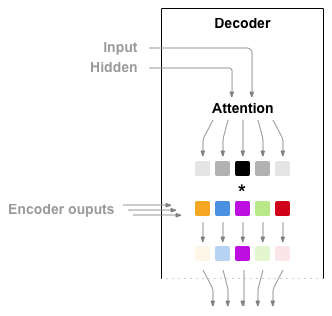 Decoder
Input
Hidden
Attention
*
Encoder ouputs